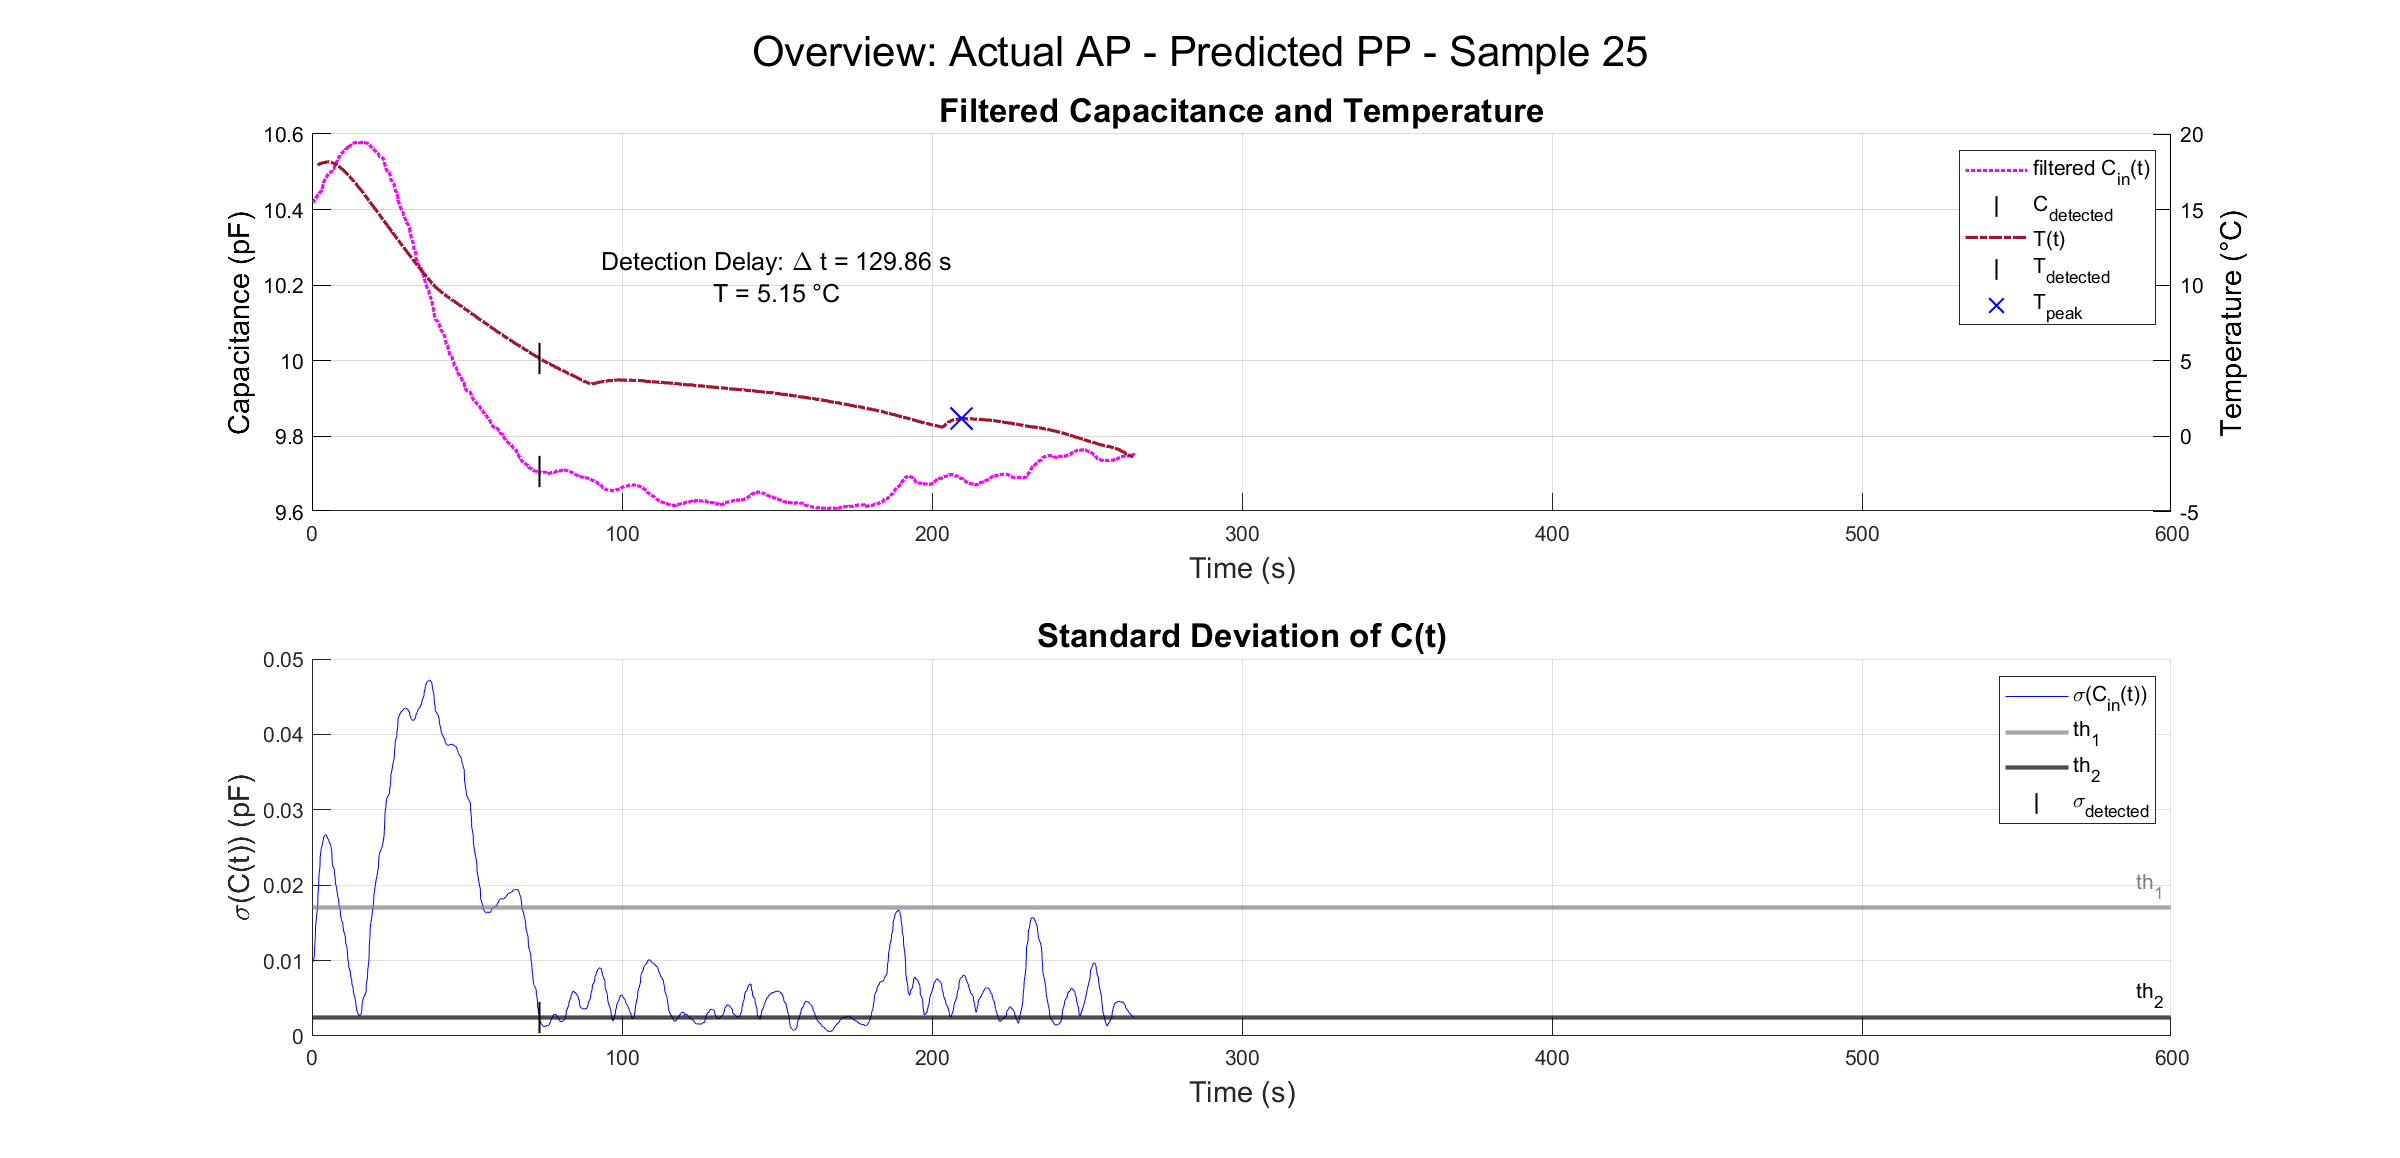 Overview: Actual AP - Predicted PP - Sample 25
Filtered Capacitance and Temperature
Capacitance (pF)
10.6
10.4
10.2
10
9.8
9.6
Detection Delay: Δ t = 129.86 s
T = 5.15 °C
filtered C_in(t)
C_detected
T(t)
T_detected
T_peak
20
15
10
5
0
-5
Temperature (°C)
0 100 200 300 400 500 600
Time (s)
Standard Deviation of C(t)
σ(C(t)) (pF)
0.05
0.04
0.03
0.02
0.01
0
σ(C_in(t))
th_1
th_2
σ_detected
th_1
th_2
0 100 200 300 400 500 600
Time (s)